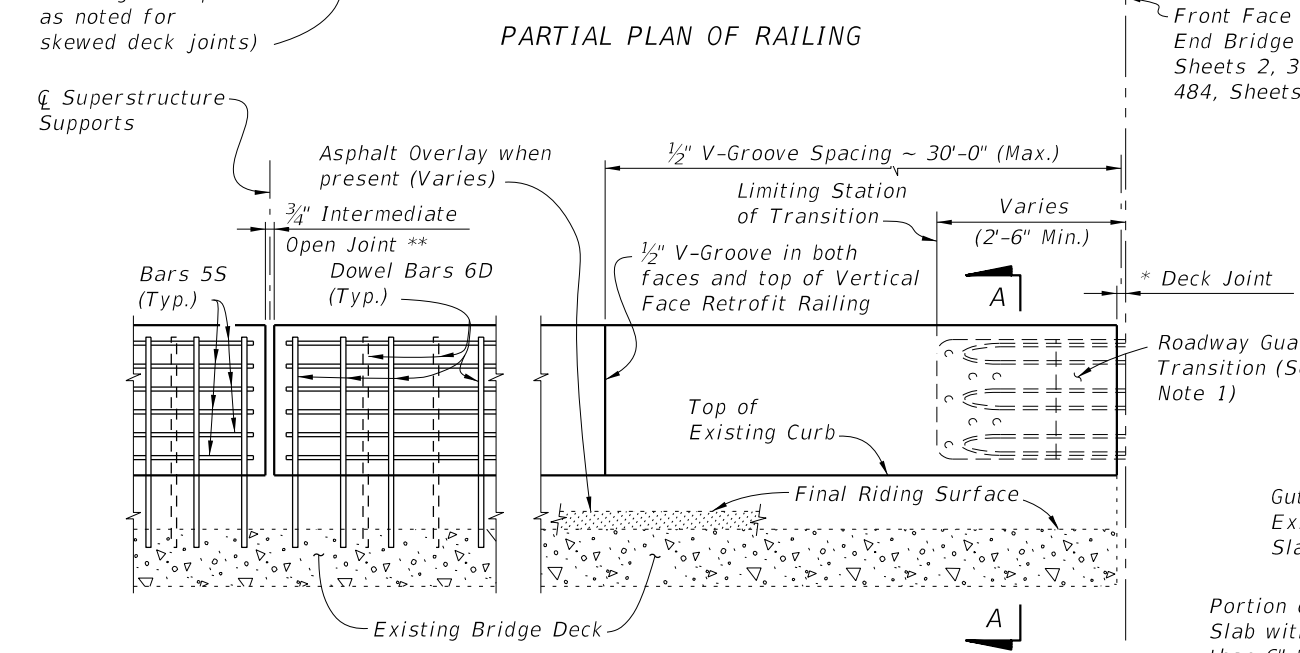 as noted for
skewed deck joints)
PARTIAL PLAN OF RAILING
Front Face
End Bridge
Sheets 2, 3
484, Sheets
℄ Superstructure
Supports
Asphalt Overlay when
present (Varies)
½" V-Groove Spacing ~ 30'-0" (Max.)
Limiting Station
of Transition
Varies
(2'-6" Min.)
¾" Intermediate
Open Joint **
½" V-Groove in both
faces and top of Vertical
Face Retrofit Railing
Bars 5S
(Typ.)
Dowel Bars 6D
(Typ.)
A
* Deck Joint
Roadway Gua
Transition (S
Note 1)
Top of
Existing Curb
Final Riding Surface
Gut
Exi
Sla
Existing Bridge Deck
A
Portion
Slab wit